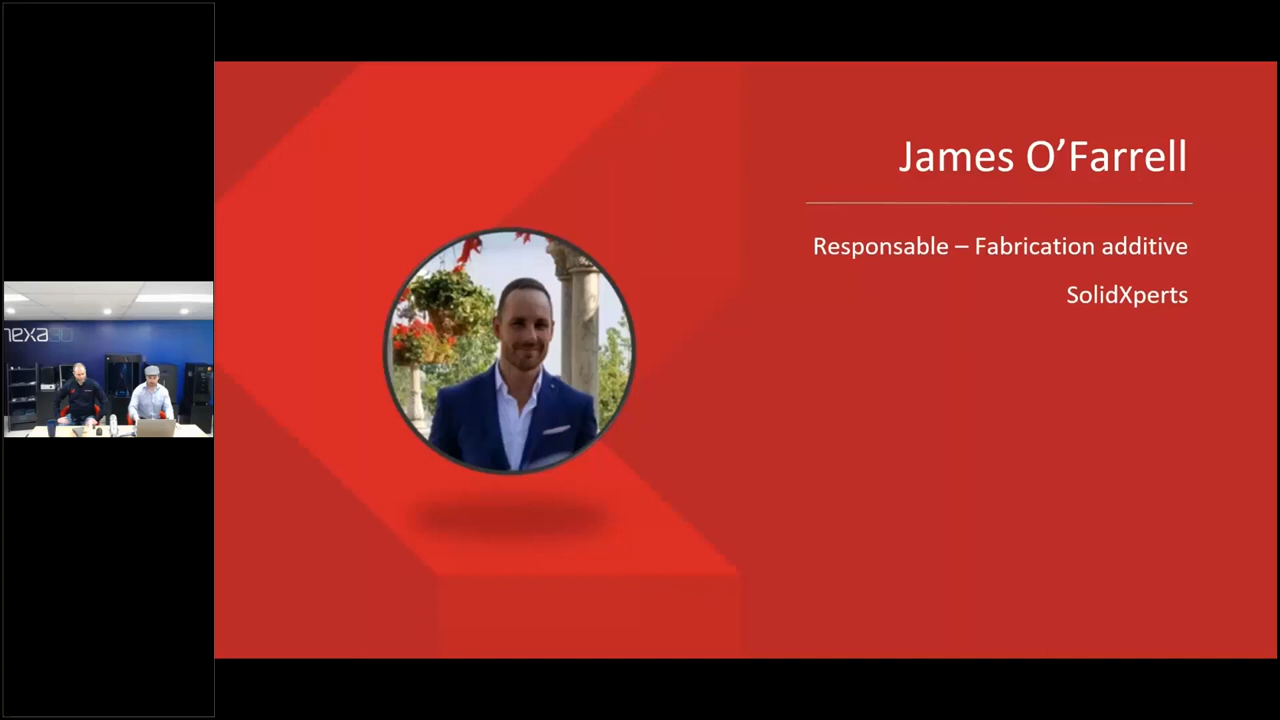 James O’Farrell
Responsable – Fabrication additive
SolidXperts
nexa3D